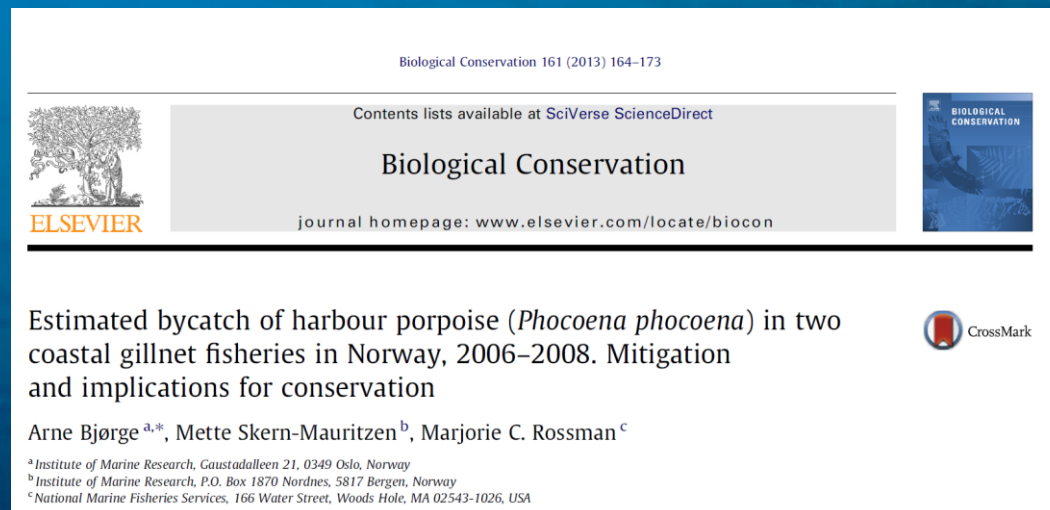 Biological Conservation 161 (2013) 164–173
Contents lists available at SciVerse ScienceDirect
Biological Conservation
journal homepage: www.elsevier.com/locate/biocon
ELSEVIER
BIOLOGICAL
CONSERVATION
Estimated bycatch of harbour porpoise (Phocoena phocoena) in two
coastal gillnet fisheries in Norway, 2006–2008. Mitigation
and implications for conservation
CrossMark
Arne Bjørge a,*, Mette Skern-Mauritzen b, Marjorie C. Rossman c
a Institute of Marine Research, Gaustadalleen 21, 0349 Oslo, Norway
b Institute of Marine Research, P.O. Box 1870 Nordnes, 5817 Bergen, Norway
c National Marine Fisheries Services, 166 Water Street, Woods Hole, MA 02543-1026, USA